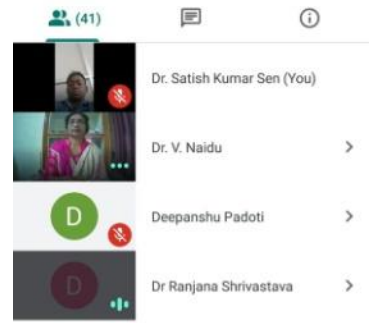 (41)
Dr. Satish Kumar Sen (You)
Dr. V. Naidu
D
Deepanshu Padoti
D
Dr Ranjana Shrivastava